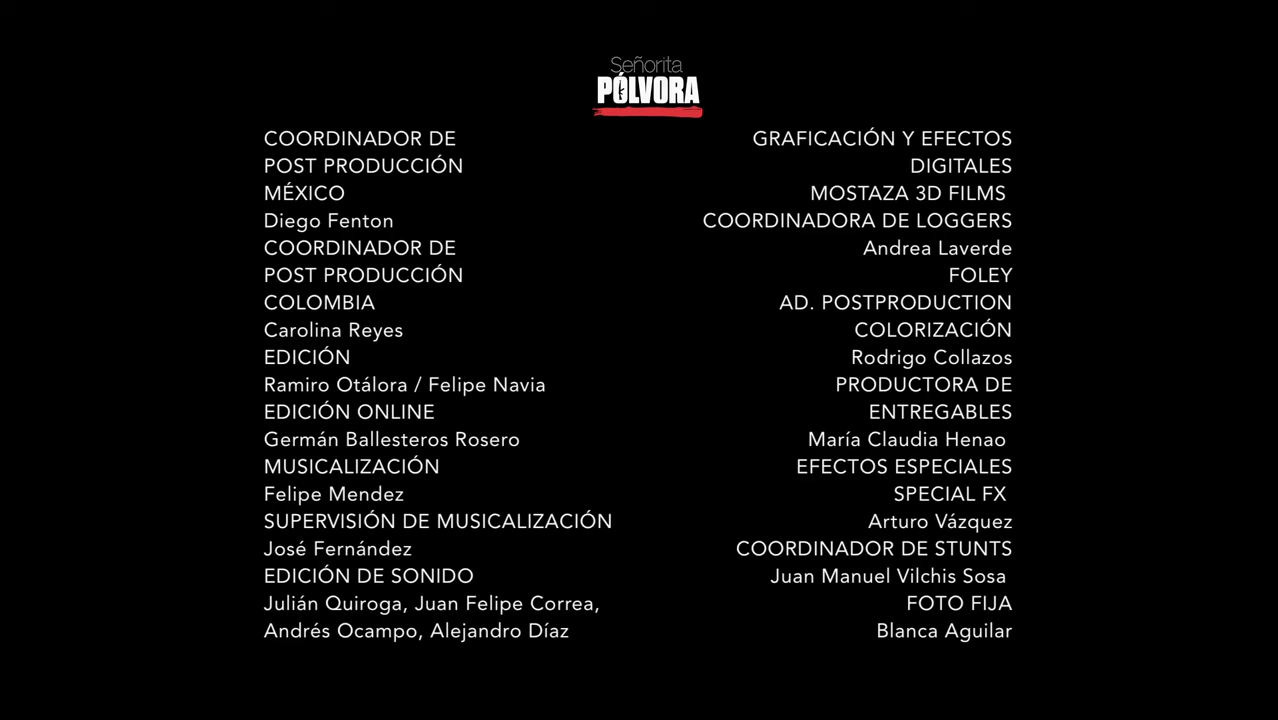 Señorita
PÓLVORA
COORDINADOR DE
POST PRODUCCIÓN
MÉXICO
Diego Fenton
COORDINADOR DE
POST PRODUCCIÓN
COLOMBIA
Carolina Reyes
EDICIÓN
Ramiro Otálora / Felipe Navia
EDICIÓN ONLINE
Germán Ballesteros Rosero
MUSICALIZACIÓN
Felipe Mendez
SUPERVISIÓN DE MUSICALIZACIÓN
José Fernández
EDICIÓN DE SONIDO
Julián Quiroga, Juan Felipe Correa,
Andrés Ocampo, Alejandro Díaz
GRAFICACIÓN Y EFECTOS
DIGITALES
MOSTAZA 3D FILMS
COORDINADORA DE LOGGERS
Andrea Laverde
FOLEY
AD. POSTPRODUCTION
COLORIZACIÓN
Rodrigo Collazos
PRODUCTORA DE
ENTREGABLES
María Claudia Henao
EFECTOS ESPECIALES
SPECIAL FX
Arturo Vázquez
COORDINADOR DE STUNTS
Juan Manuel Vilchis Sosa
FOTO FIJA
Blanca Aguilar